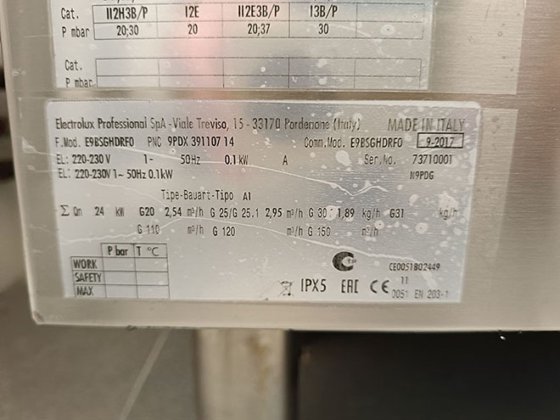 Cat. II2H3B/P I2E II2E3B/P I3B/P
P mbar 20;30 20 20;37 30
Cat.
P mbar
Electrolux Professional SpA - Viale Treviso, 15 - 33170 Pordenone (Italy) MADE IN ITALY
F.Mod. E9BSGHDRFO PNC 9PDX 391107 14 Comm.Mod. E9BSGHDRFO 9-2017
EL: 220-230 V 1~ 50Hz 0.1 kW A Ser.No. 73710001
EL: 220-230V 1~ 50Hz 0.1kW N9PDG
Tipe-Bauart-Tipo A1
Σ Qn 24 kW G20 2,54 m³/h G 25/G 25.1 2,95 m³/h G 30 1,89 kg/h G31 kg/h
G 110 m³/h G 120 m³/h G 150 m³/h
P bar T °C
WORK
SAFETY
MAX
CE0051BO2449
IPX5 EAC CE 11
0051 EN 203-1